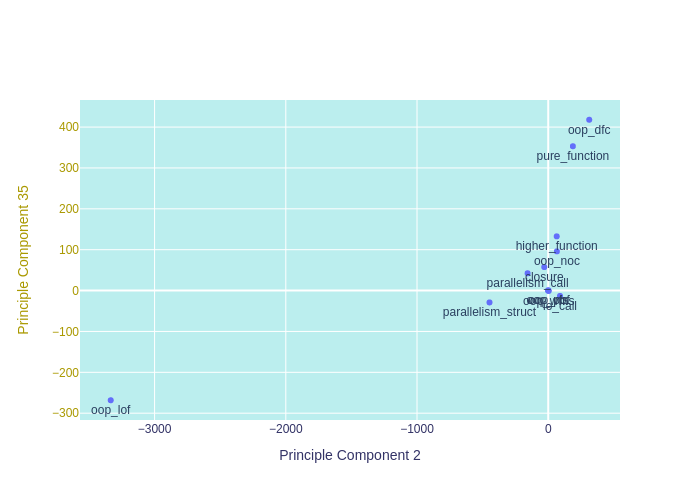 400
300
200
100
0
−100
−200
−300
Principle Component 35
oop_dfc
pure_function
higher_function
oop_noc
closure
parallelism_call
io_call
parallelism_struct
oop_lof
−3000
−2000
−1000
0
Principle Component 2